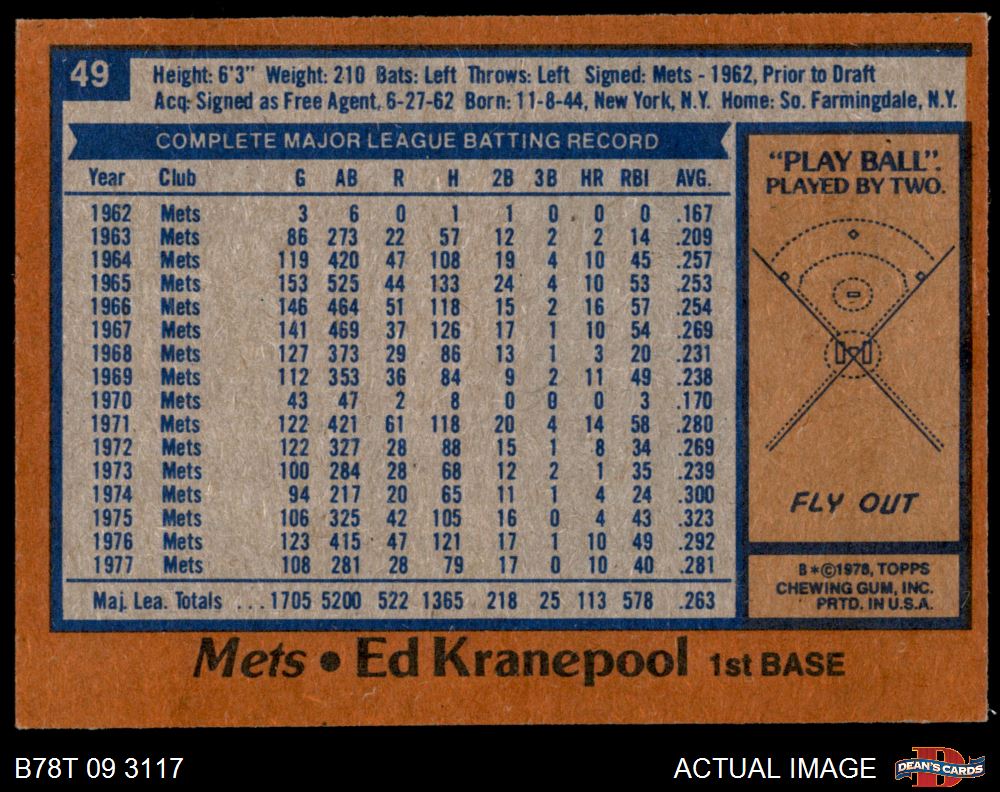 49
Height: 6'3" Weight: 210 Bats: Left Throws: Left Signed: Mets - 1962, Prior to Draft
Acq: Signed as Free Agent, 6-27-62 Born: 11-8-44, New York, N.Y. Home: So. Farmingdale, N.Y.
COMPLETE MAJOR LEAGUE BATTING RECORD
Year Club G AB R H 2B 3B HR RBI AVG.
1962 Mets 3 6 0 1 1 0 0 0 .167
1963 Mets 86 273 22 57 12 2 2 14 .209
1964 Mets 119 420 47 108 19 4 10 45 .257
1965 Mets 153 525 44 133 24 4 10 53 .253
1966 Mets 146 464 51 118 15 2 16 57 .254
1967 Mets 141 469 37 126 17 1 10 54 .269
1968 Mets 127 373 29 86 13 1 3 20 .231
1969 Mets 112 353 36 84 9 2 11 49 .238
1970 Mets 43 47 2 8 0 0 0 3 .170
1971 Mets 122 421 61 118 20 4 14 58 .280
1972 Mets 122 327 28 88 15 1 8 34 .269
1973 Mets 100 284 28 68 12 2 1 35 .239
1974 Mets 94 217 20 65 11 1 4 24 .300
1975 Mets 106 325 42 105 16 0 4 43 .323
1976 Mets 123 415 47 121 17 1 10 49 .292
1977 Mets 108 281 28 79 17 0 10 40 .281
Maj. Lea. Totals ... 1705 5200 522 1365 218 25 113 578 .263
"PLAY BALL".
PLAYED BY TWO.
FLY OUT
B*©1978, TOPPS
CHEWING GUM, INC.
PRTD. IN U.S.A.
Mets • Ed Kranepool 1st BASE
B78T 09 3117
ACTUAL IMAGE
DEAN'S CARDS